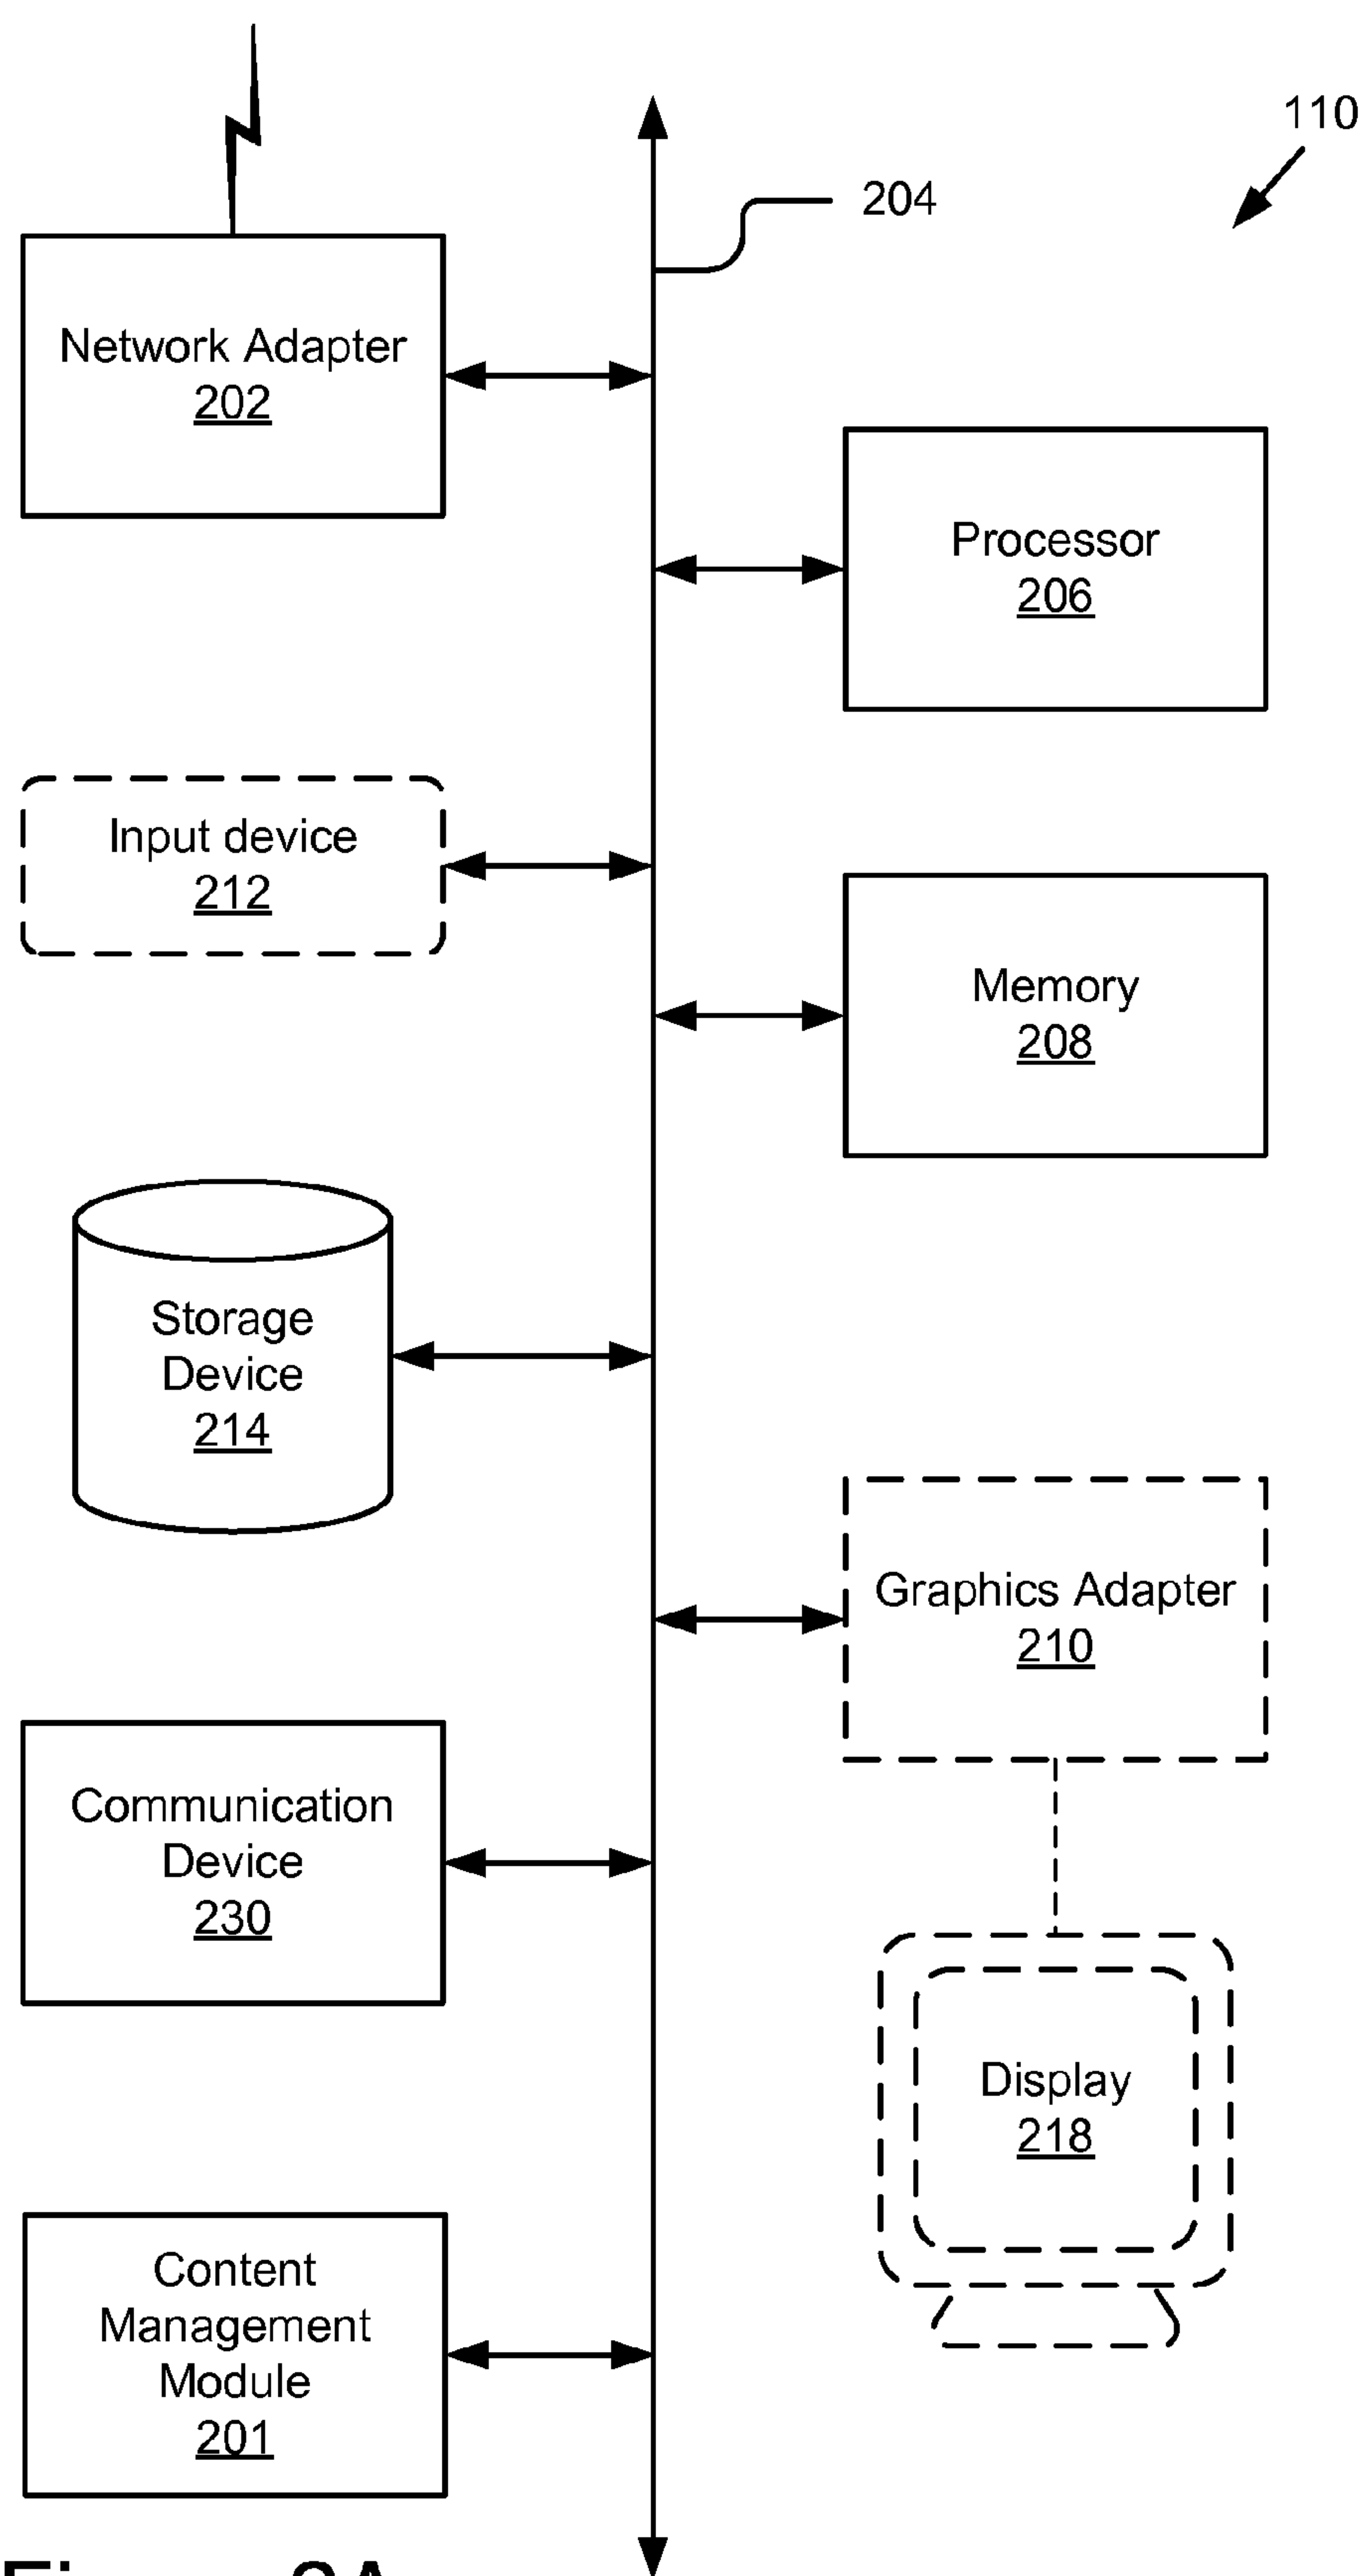 110
204
Network Adapter
202
Processor
206
Input device
212
Memory
208
Storage
Device
214
Graphics Adapter
210
Communication
Device
230
Display
218
Content
Management
Module
201